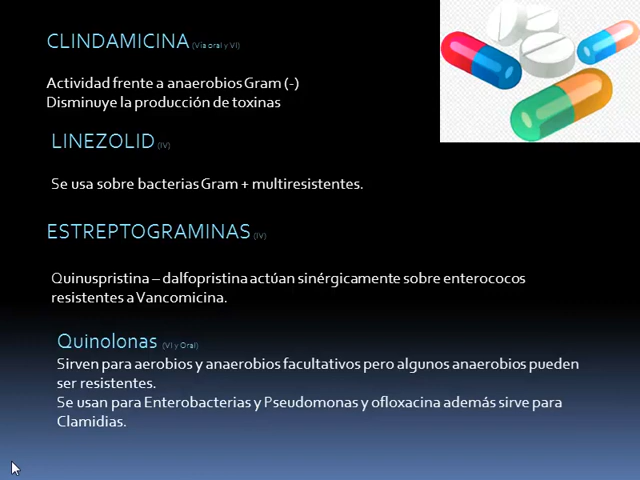 CLINDAMICINA (Vía oral y VI)
Actividad frente a anaerobios Gram (-)
Disminuye la producción de toxinas
LINEZOLID (IV)
Se usa sobre bacterias Gram + multiresistentes.
ESTREPTOGRAMINAS (IV)
Quinuspristina – dalfopristina actúan sinérgicamente sobre enterococos
resistentes a Vancomicina.
Quinolonas (VI y Oral)
Sirven para aerobios y anaerobios facultativos pero algunos anaerobios pueden
ser resistentes.
Se usan para Enterobacterias y Pseudomonas y ofloxacina además sirve para
Clamidias.